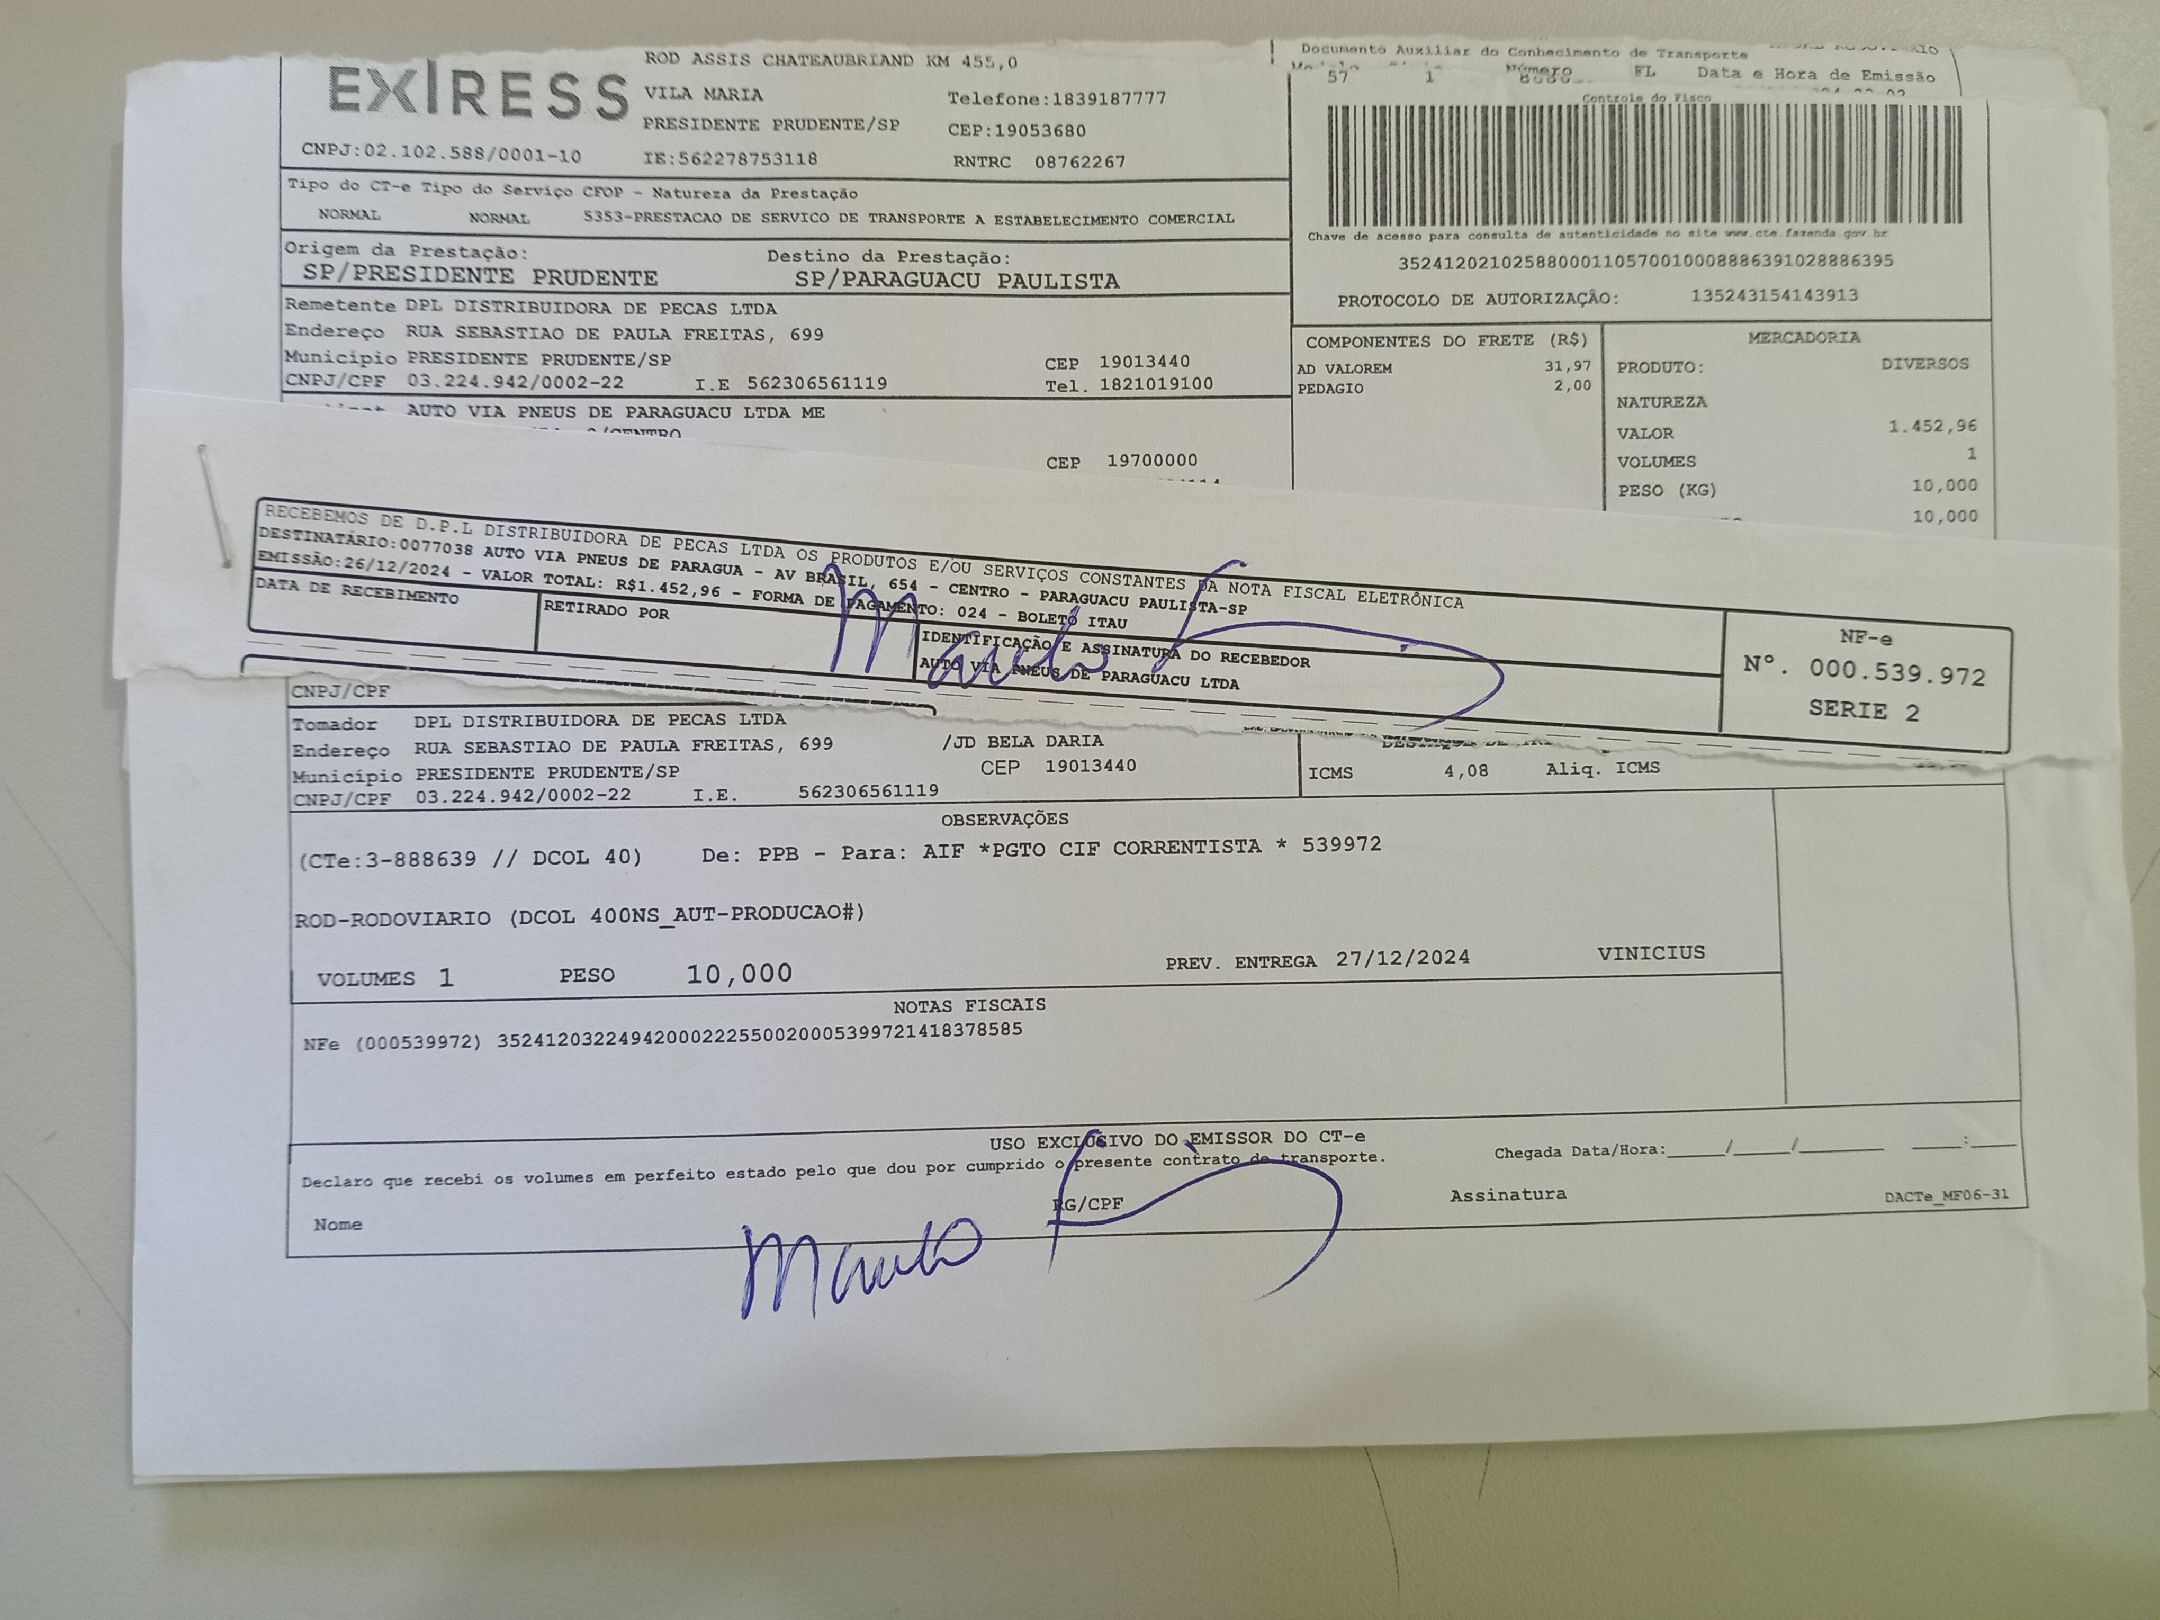 EXIRESS
ROD ASSIS CHATEAUBRIAND KM 455,0
VILA MARIA
Telefone:1839187777
PRESIDENTE PRUDENTE/SP
CEP:19053680
CNPJ:02.102.588/0001-10
IE:562278753118
RNTRC 08762267
Documento Auxiliar do Conhecimento de Transporte
57 1 Número FL Data e Hora de Emissão
Controle do Fisco
Chave de acesso para consulta de autenticidade no site www.cte.fazenda.gov.br
35241202102588000110570010008886391028886395
PROTOCOLO DE AUTORIZAÇÃO: 135243154143913
Tipo do CT-e Tipo do Serviço CFOP - Natureza da Prestação
NORMAL NORMAL 5353-PRESTACAO DE SERVICO DE TRANSPORTE A ESTABELECIMENTO COMERCIAL
Origem da Prestação: Destino da Prestação:
SP/PRESIDENTE PRUDENTE SP/PARAGUACU PAULISTA
Remetente DPL DISTRIBUIDORA DE PECAS LTDA
Endereço RUA SEBASTIAO DE PAULA FREITAS, 699
Município PRESIDENTE PRUDENTE/SP CEP 19013440
CNPJ/CPF 03.224.942/0002-22 I.E 562306561119 Tel. 1821019100
AUTO VIA PNEUS DE PARAGUACU LTDA ME
/CENTRO
CEP 19700000
COMPONENTES DO FRETE (R$)
AD VALOREM 31,97
PEDAGIO 2,00
MERCADORIA
PRODUTO: DIVERSOS
NATUREZA
VALOR 1.452,96
VOLUMES 1
PESO (KG) 10,000
10,000
RECEBEMOS DE D.P.L DISTRIBUIDORA DE PECAS LTDA OS PRODUTOS E/OU SERVIÇOS CONSTANTES DA NOTA FISCAL ELETRÔNICA
DESTINATÁRIO:0077038 AUTO VIA PNEUS DE PARAGUA - AV BRASIL, 654 - CENTRO - PARAGUACU PAULISTA-SP
EMISSÃO:26/12/2024 - VALOR TOTAL: R$1.452,96 - FORMA DE PAGAMENTO: 024 - BOLETO ITAU
DATA DE RECEBIMENTO
RETIRADO POR
IDENTIFICAÇÃO E ASSINATURA DO RECEBEDOR
AUTO VIA PNEUS DE PARAGUACU LTDA
NF-e
Nº. 000.539.972
SERIE 2
CNPJ/CPF
Tomador DPL DISTRIBUIDORA DE PECAS LTDA
Endereço RUA SEBASTIAO DE PAULA FREITAS, 699 /JD BELA DARIA
Município PRESIDENTE PRUDENTE/SP CEP 19013440
CNPJ/CPF 03.224.942/0002-22 I.E. 562306561119
ICMS 4,08 Aliq. ICMS
OBSERVAÇÕES
(CTe:3-888639 // DCOL 40) De: PPB - Para: AIF *PGTO CIF CORRENTISTA * 539972
ROD-RODOVIARIO (DCOL 400NS_AUT-PRODUCAO#)
VOLUMES 1 PESO 10,000 PREV. ENTREGA 27/12/2024 VINICIUS
NOTAS FISCAIS
NFe (000539972) 35241203224942000222550020005399721418378585
USO EXCLUSIVO DO EMISSOR DO CT-e
Declaro que recebi os volumes em perfeito estado pelo que dou por cumprido o presente contrato de transporte.
Chegada Data/Hora:_____/_____/________ _____:_____
Nome RG/CPF Assinatura DACTe_MF06-31